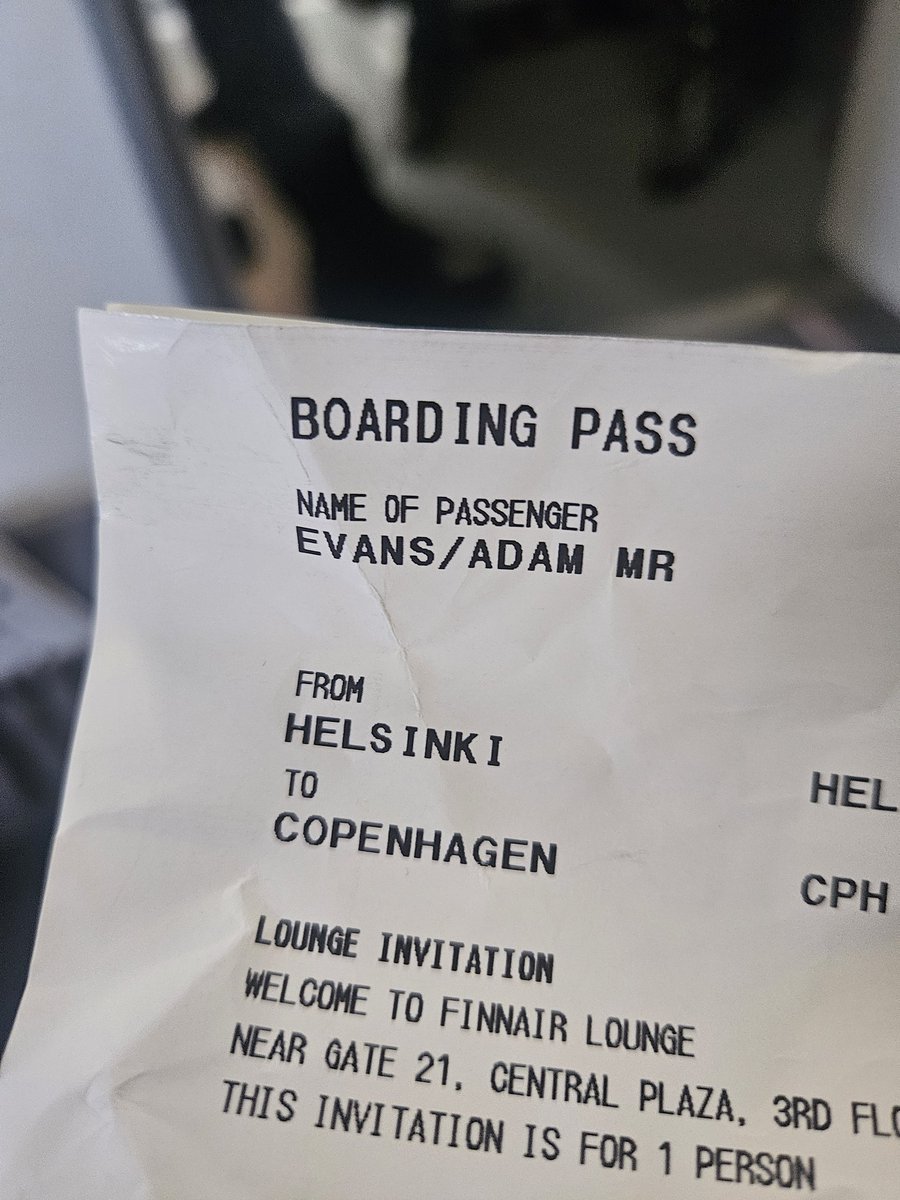 BOARDING PASS
NAME OF PASSENGER
EVANS/ADAM MR
FROM
HELSINKI HEL
TO
COPENHAGEN CPH
LOUNGE INVITATION
WELCOME TO FINNAIR LOUNGE
NEAR GATE 21, CENTRAL PLAZA, 3RD
THIS INVITATION IS FOR 1 PERSON